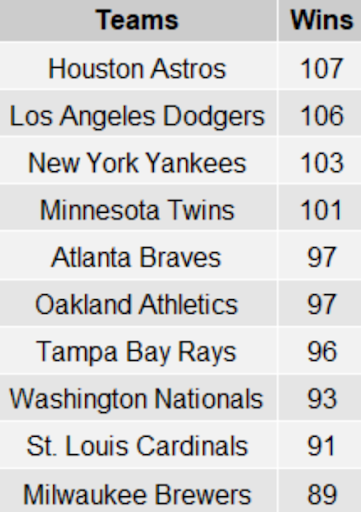 Teams Wins
Houston Astros 107
Los Angeles Dodgers 106
New York Yankees 103
Minnesota Twins 101
Atlanta Braves 97
Oakland Athletics 97
Tampa Bay Rays 96
Washington Nationals 93
St. Louis Cardinals 91
Milwaukee Brewers 89